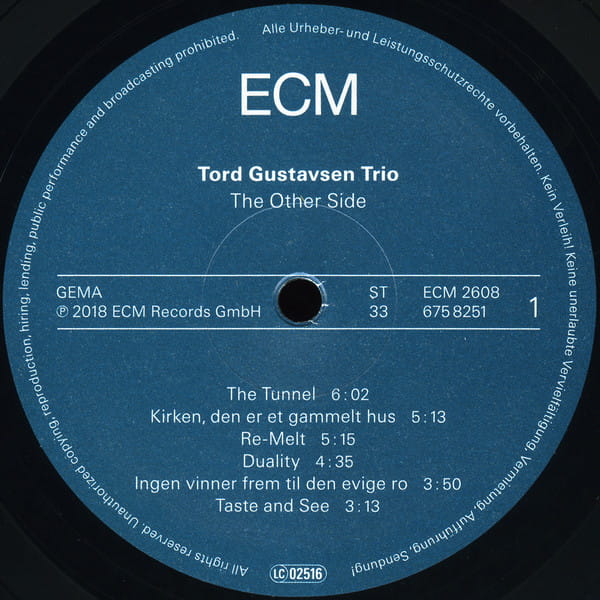 All rights reserved. Unauthorized copying, reproduction, hiring, lending, public performance and broadcasting prohibited.
Alle Urheber- und Leistungsschutzrechte vorbehalten. Kein Verleih! Keine unerlaubte Vervielfältigung, Vermietung, Aufführung, Sendung!
ECM
Tord Gustavsen Trio
The Other Side
GEMA ST ECM 2608
℗ 2018 ECM Records GmbH 33 675 8251 1
The Tunnel 6:02
Kirken, den er et gammelt hus 5:13
Re-Melt 5:15
Duality 4:35
Ingen vinner frem til den evige ro 3:50
Taste and See 3:13
LC 02516